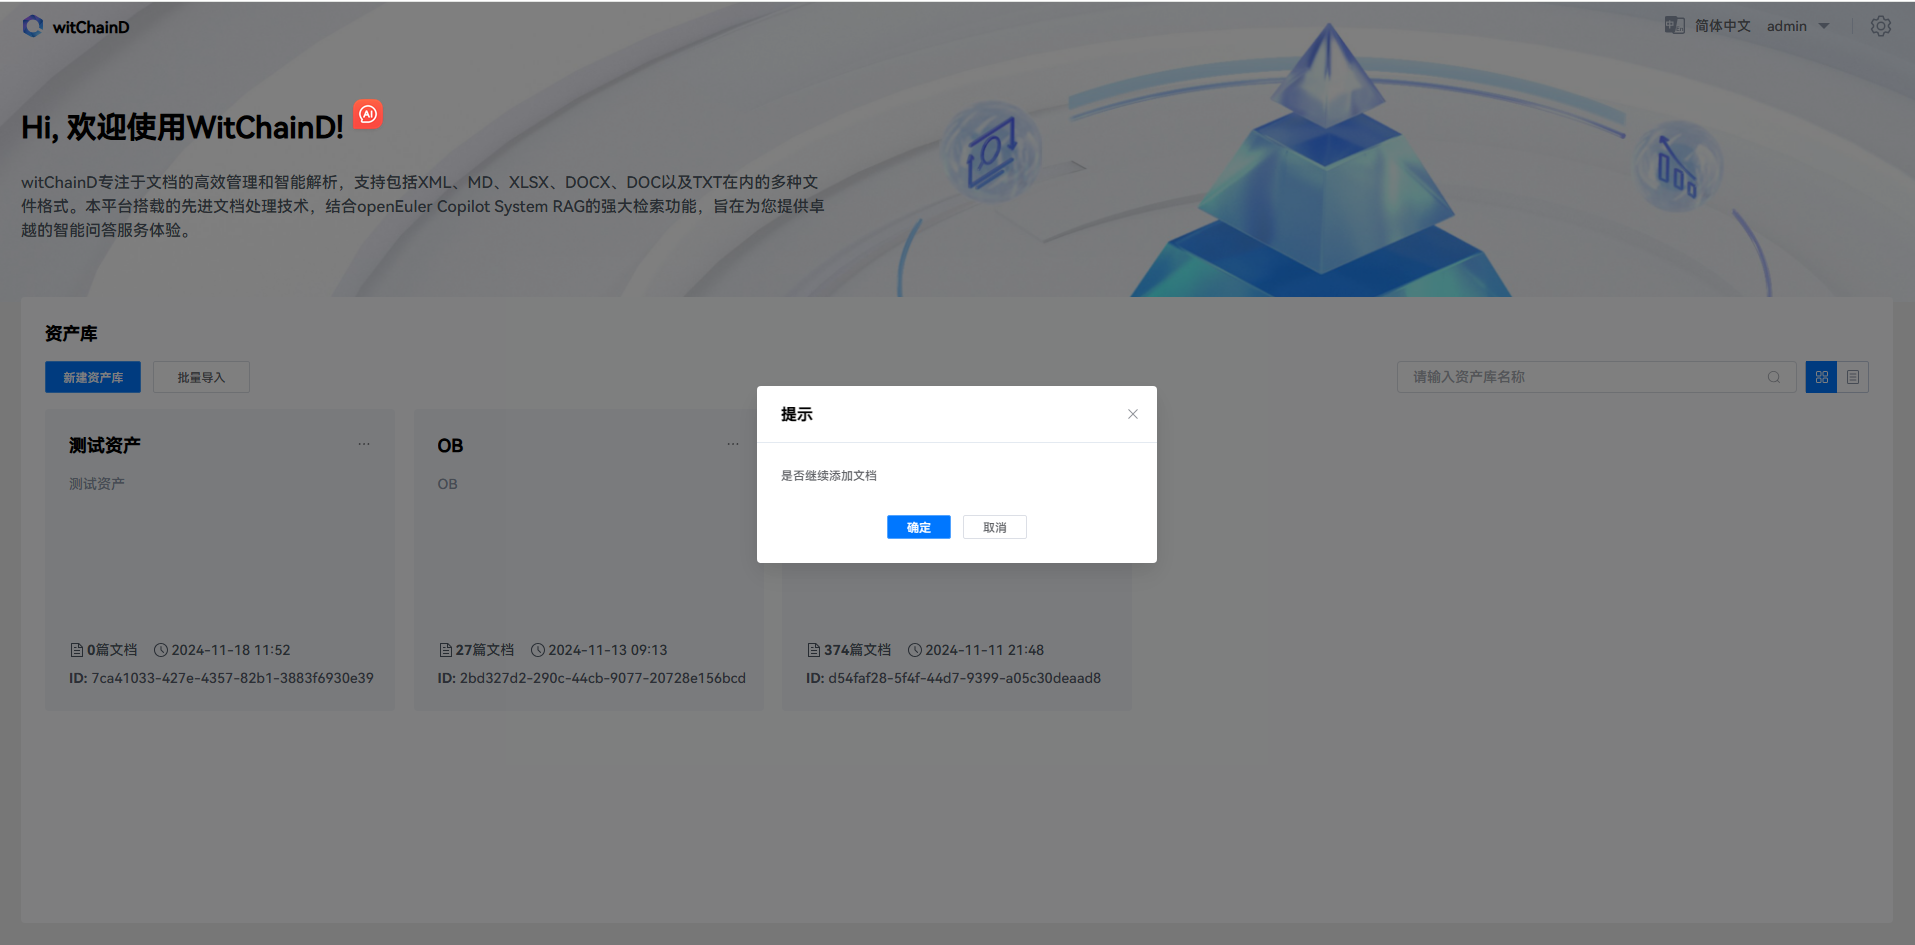 witChainD
简体中文 admin
Hi, 欢迎使用WitChainD!
AI
witChainD专注于文档的高效管理和智能解析，支持包括XML、MD、XLSX、DOCX、DOC以及TXT在内的多种文
件格式。本平台搭载的先进文档处理技术，结合openEuler Copilot System RAG的强大检索功能，旨在为您提供卓
越的智能问答服务体验。
资产库
新建资产库 批量导入 请输入资产库名称
提示
是否继续添加文档
确定 取消
测试资产 ...
测试资产
0篇文档 2024-11-18 11:52
ID: 7ca41033-427e-4357-82b1-3883f6930e39
OB ...
OB
27篇文档 2024-11-13 09:13
ID: 2bd327d2-290c-44cb-9077-20728e156bcd
374篇文档 2024-11-11 21:48
ID: d54faf28-5f4f-44d7-9399-a05c30deaad8